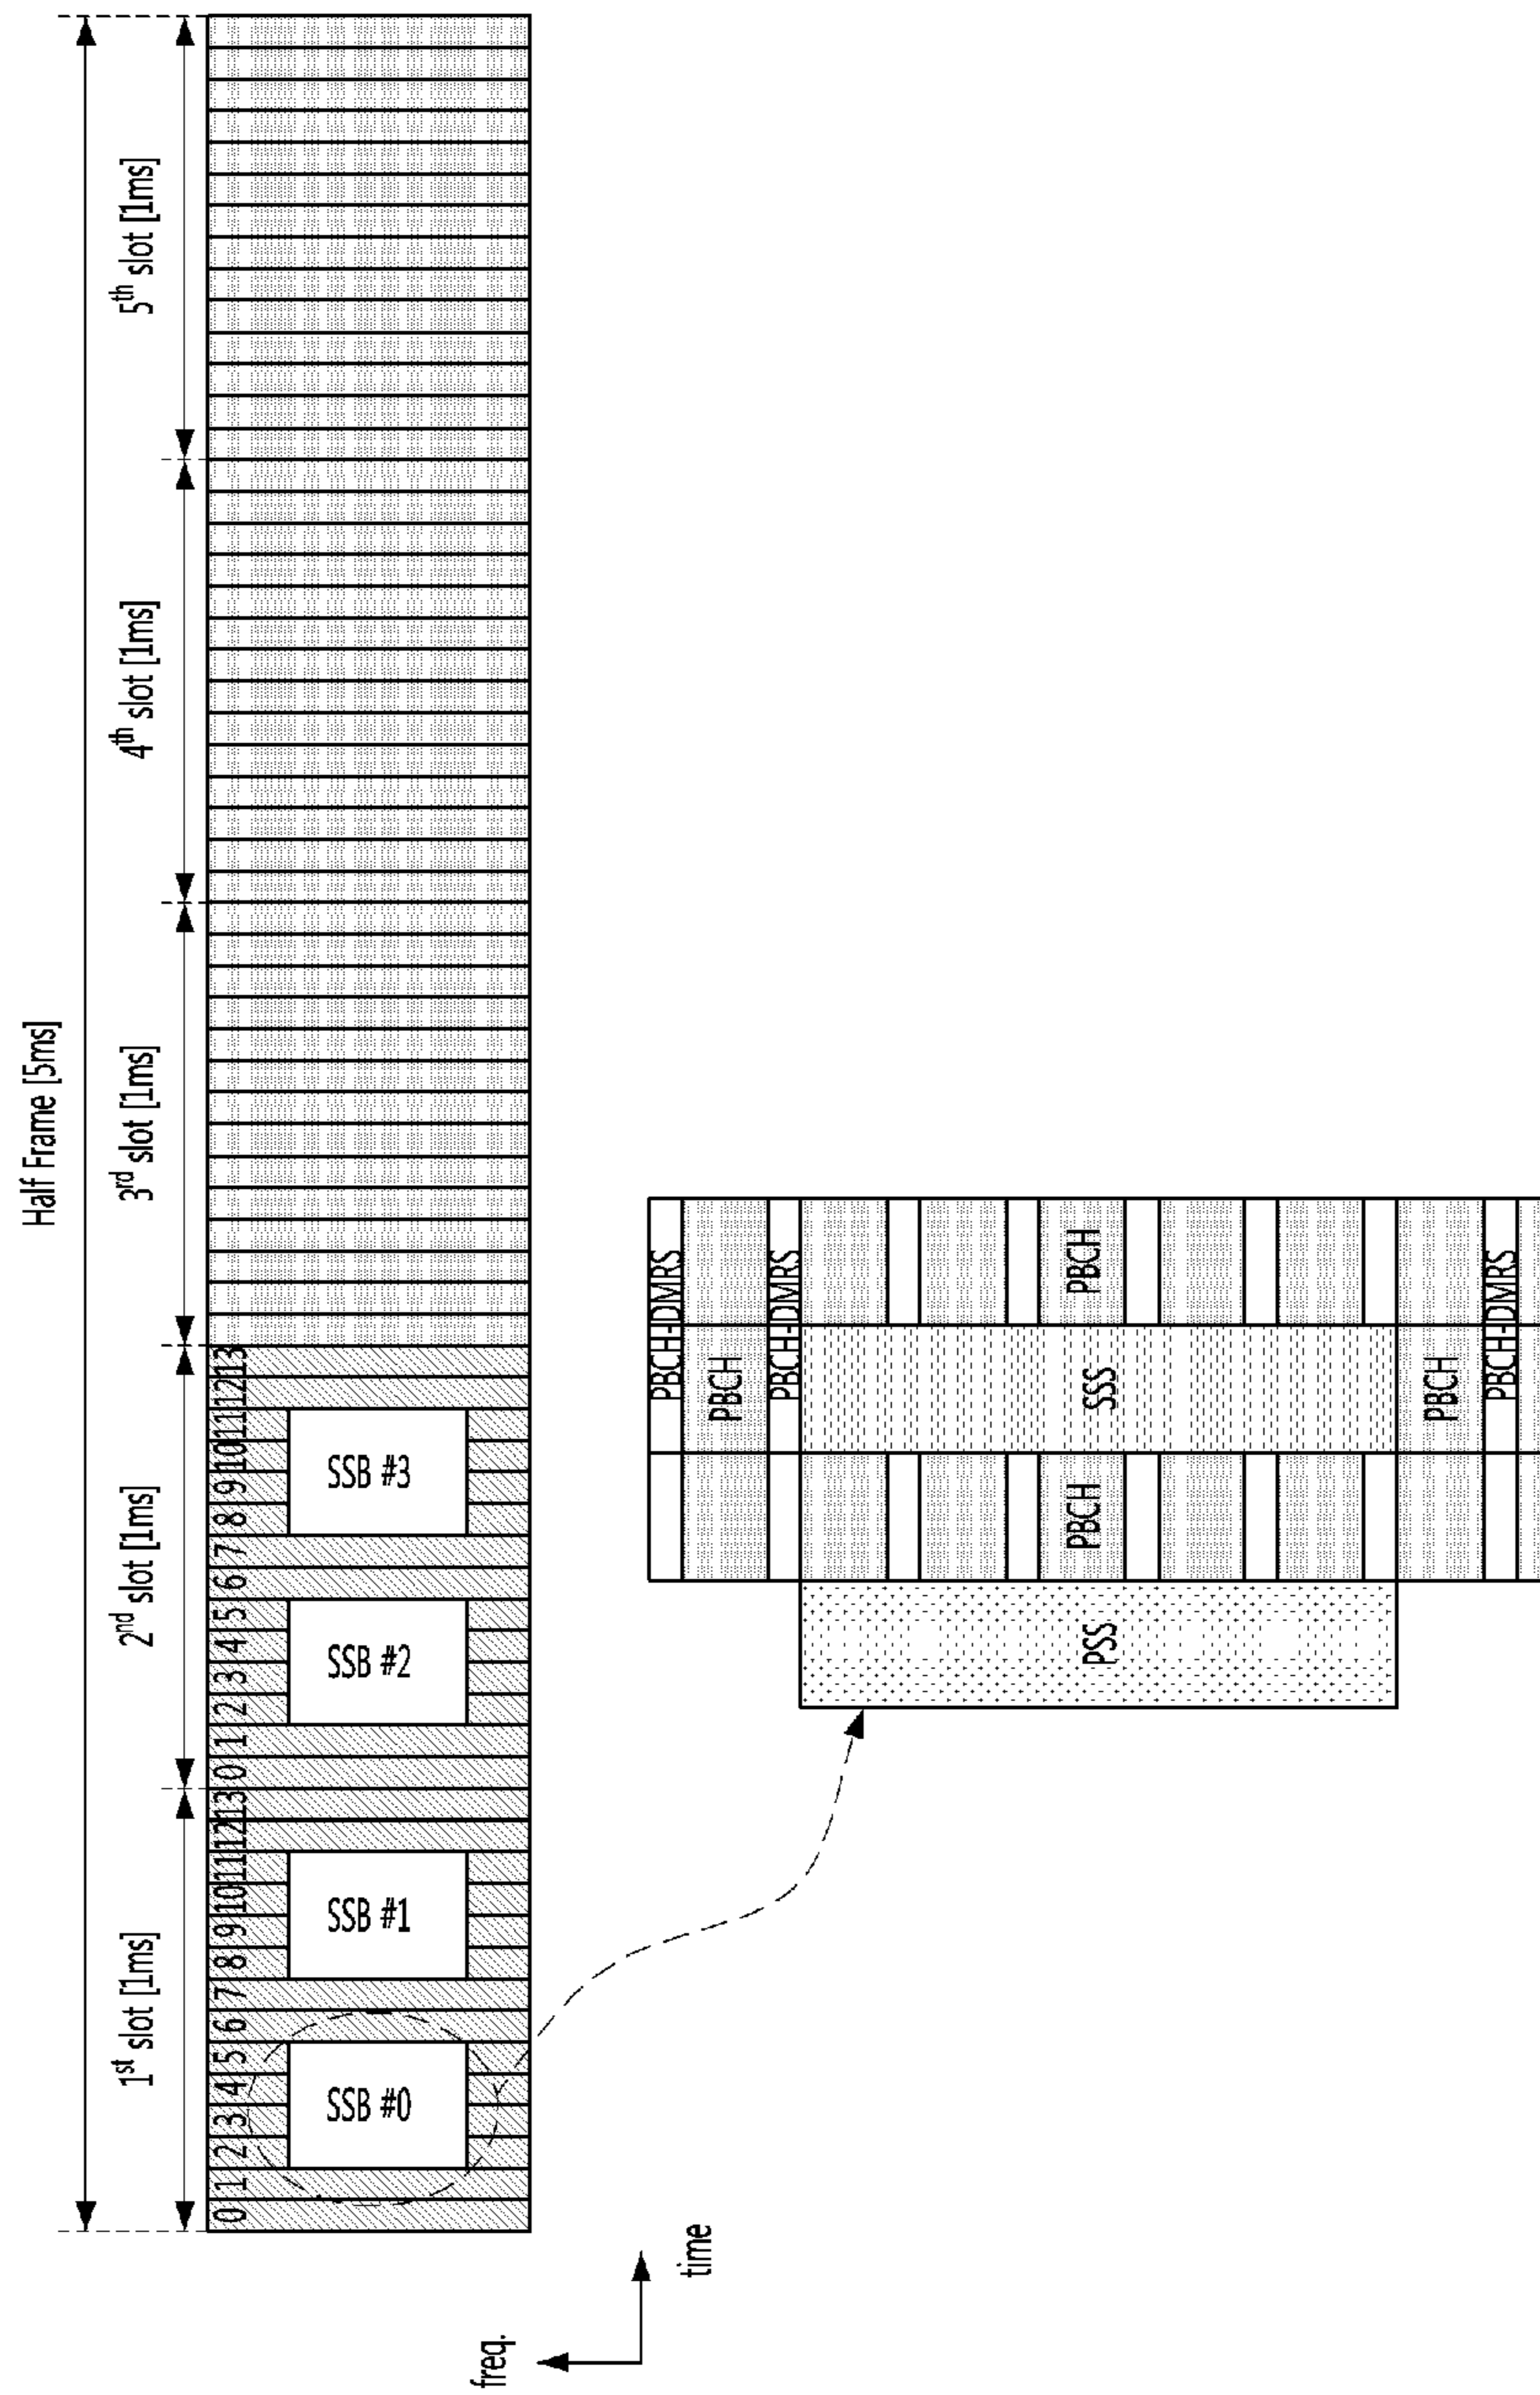 Half Frame [5ms]
1st slot [1ms] 2nd slot [1ms] 3rd slot [1ms] 4th slot [1ms] 5th slot [1ms]
0 1 2 3 4 5 6 7 8 9 10 11 12 13 0 1 2 3 4 5 6 7 8 9 10 11 12 13
SSB #0 SSB #1 SSB #2 SSB #3
freq.
time
PBCH-DMRS
PBCH
PBCH-DMRS
PSS PBCH SSS PBCH
PBCH
PBCH-DMRS